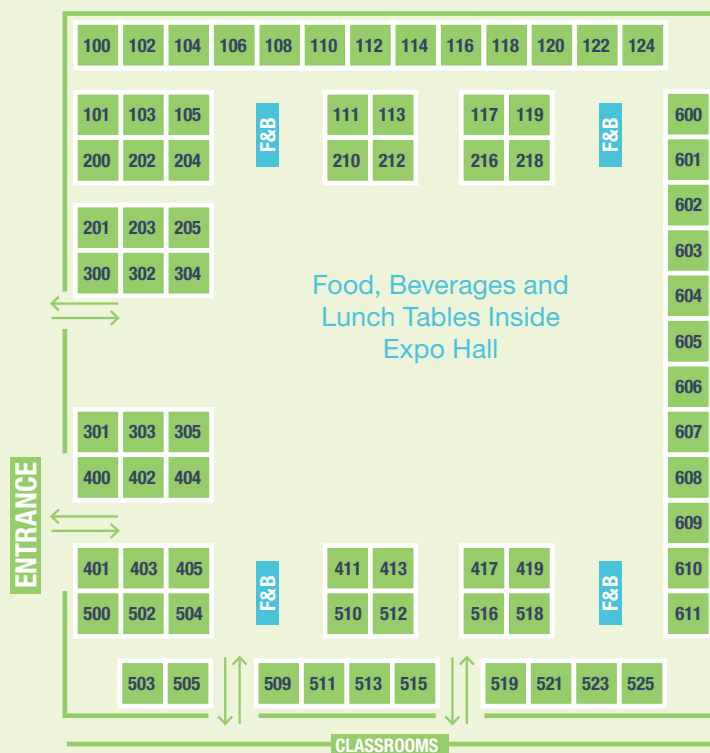 100 102 104 106 108 110 112 114 116 118 120 122 124
101 103 105 F&B 111 113 117 119 F&B 600
200 202 204 210 212 216 218 601
602
201 203 205 603
300 302 304 604
Food, Beverages and
Lunch Tables Inside
Expo Hall
605
606
301 303 305 607
400 402 404 608
ENTRANCE
609
401 403 405 F&B 411 413 417 419 F&B 610
500 502 504 510 512 516 518 611
503 505 509 511 513 515 519 521 523 525
CLASSROOMS